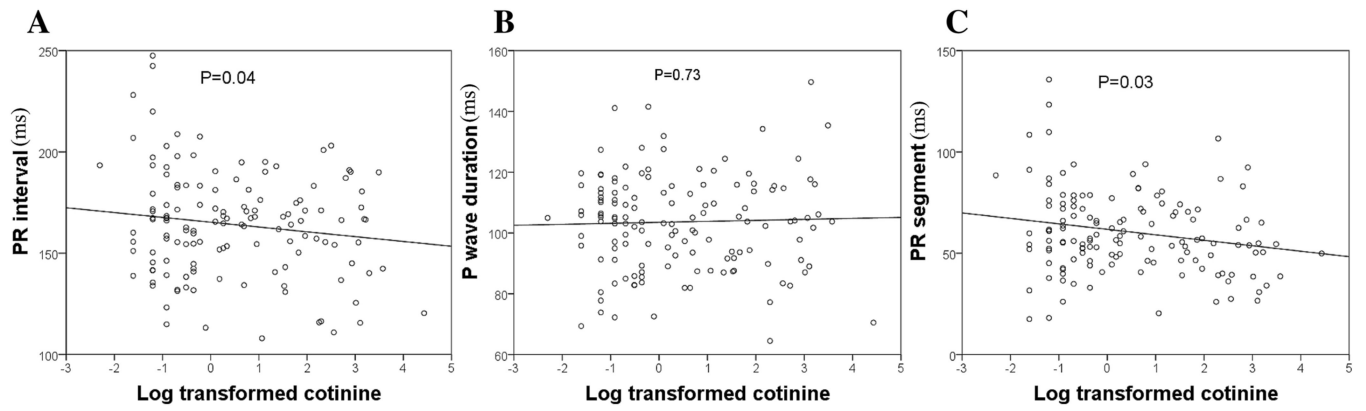 A
PR interval (ms)
250
200
150
100
P=0.04
-3 -2 -1 0 1 2 3 4 5
Log transformed cotinine
B
P wave duration (ms)
160
140
120
100
80
60
P=0.73
-3 -2 -1 0 1 2 3 4 5
Log transformed cotinine
C
PR segment (ms)
150
100
50
0
P=0.03
-3 -2 -1 0 1 2 3 4 5
Log transformed cotinine